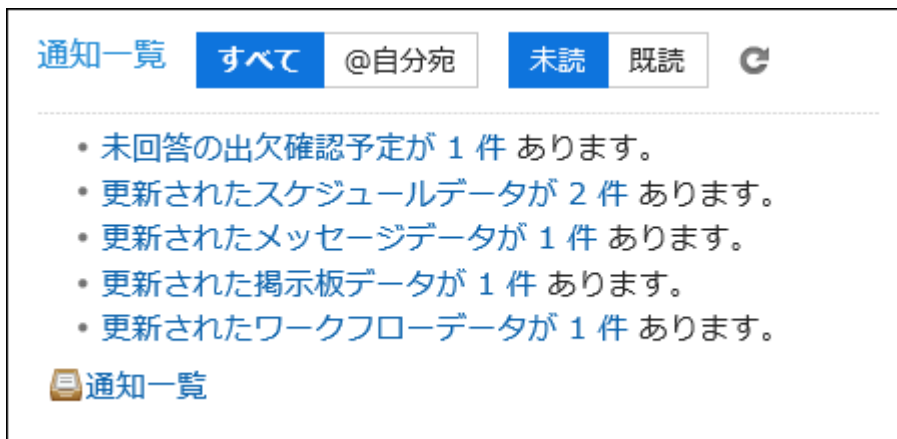 通知一覧 すべて @自分宛 未読 既読
未回答の出欠確認予定が 1 件 あります。
更新されたスケジュールデータが 2 件 あります。
更新されたメッセージデータが 1 件 あります。
更新された掲示板データが 1 件 あります。
更新されたワークフローデータが 1 件 あります。
通知一覧